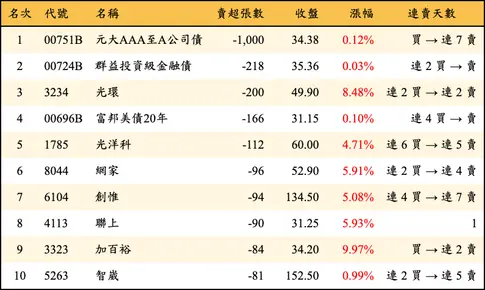 名次 代號 名稱 賣超張數 收盤 漲幅 連賣天數
1 00751B 元大AAA至A公司債 -1,000 34.38 0.12% 買→連7賣
2 00724B 群益投資級金融債 -218 35.36 0.03% 連2買→賣
3 3234 光環 -200 49.90 8.48% 連2買→連2賣
4 00696B 富邦美債20年 -166 31.15 0.10% 連4買→賣
5 1785 光洋科 -112 60.00 4.71% 連6買→連5賣
6 8044 網家 -96 52.90 5.91% 連2買→連4賣
7 6104 創惟 -94 134.50 5.08% 連4買→連7賣
8 4113 聯上 -90 31.25 5.93% 1
9 3323 加百裕 -84 34.20 9.97% 買→連2賣
10 5263 智崴 -81 152.50 0.99% 連2買→連5賣